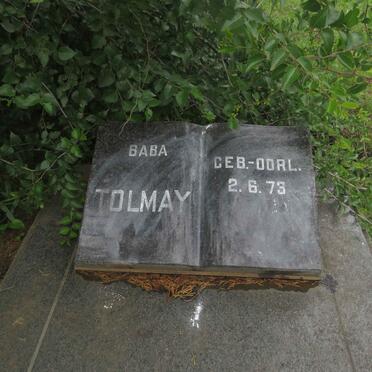 BABA
TOLMAY
GEB.-OORL.
2.6.73